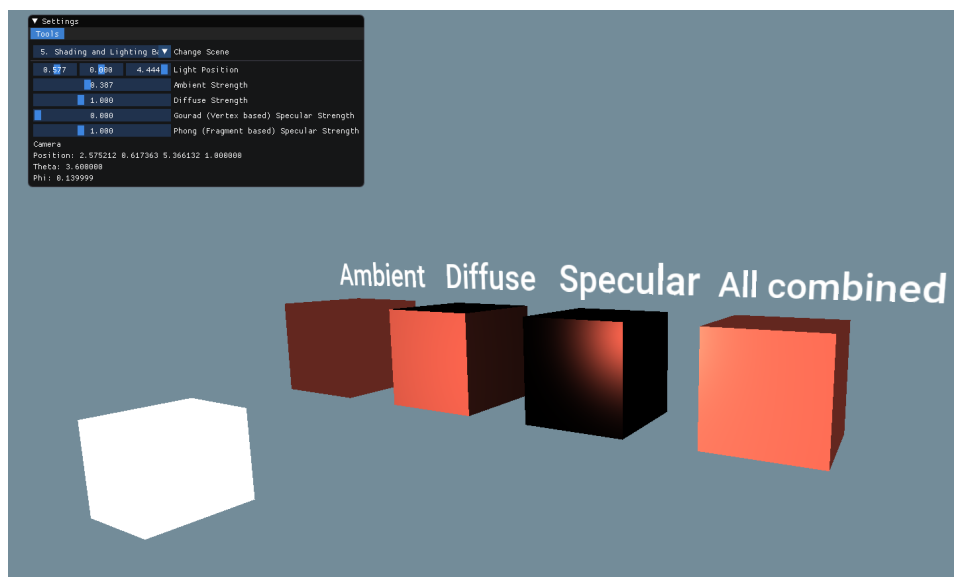 ▼ Settings
Tools
5. Shading and Lighting Ba ▼ Change Scene
0.577 0.000 4.444 Light Position
0.387 Ambient Strength
1.000 Diffuse Strength
0.000 Gourad (Vertex based) Specular Strength
1.000 Phong (Fragment based) Specular Strength
Camera
Position: 2.575212 0.617363 5.366132 1.000000
Theta: 3.600000
Phi: 0.139999
Ambient Diffuse Specular All combined